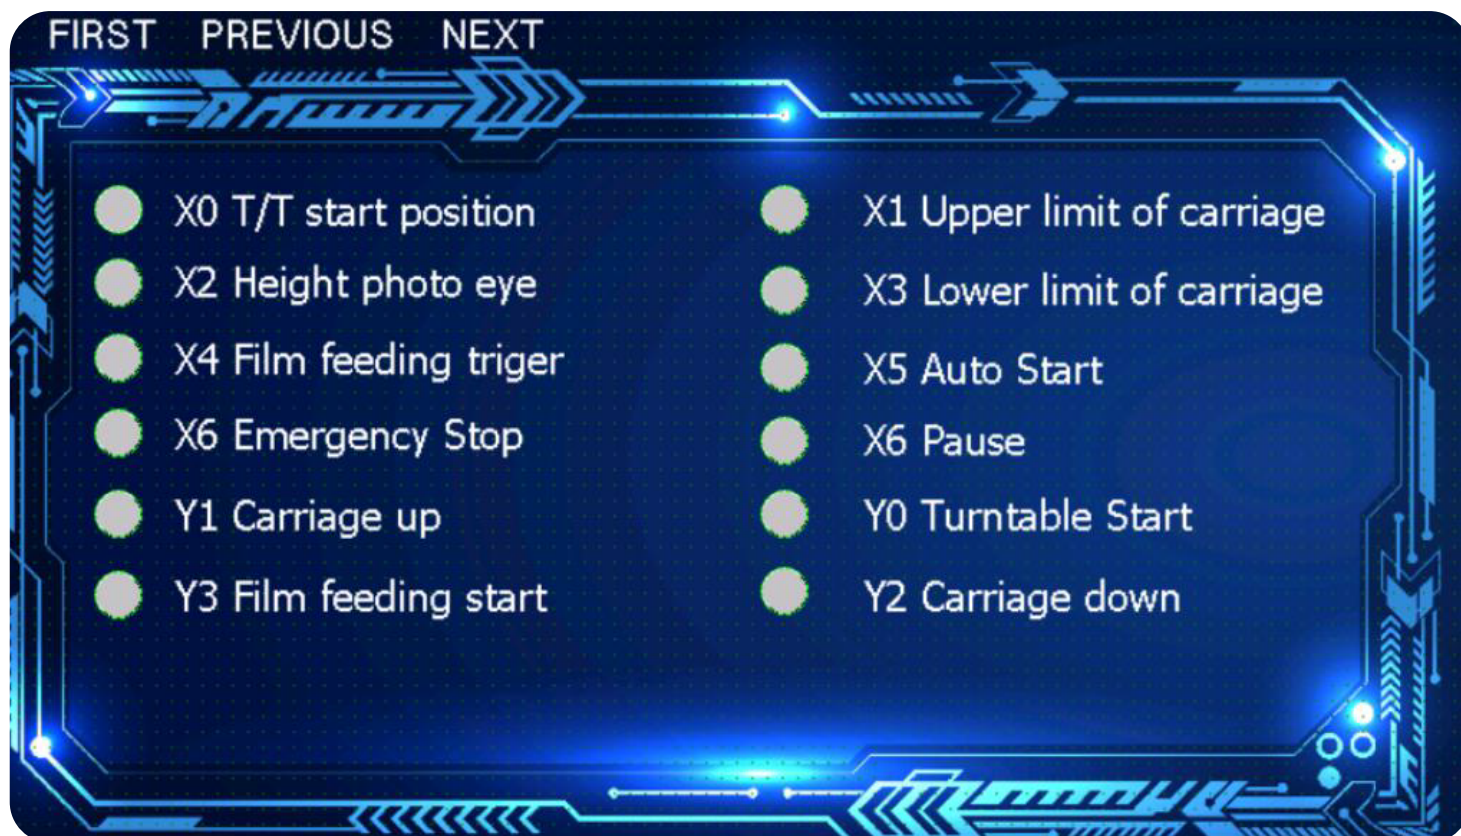 FIRST PREVIOUS NEXT
X0 T/T start position
X1 Upper limit of carriage
X2 Height photo eye
X3 Lower limit of carriage
X4 Film feeding triger
X5 Auto Start
X6 Emergency Stop
X6 Pause
Y1 Carriage up
Y0 Turntable Start
Y3 Film feeding start
Y2 Carriage down